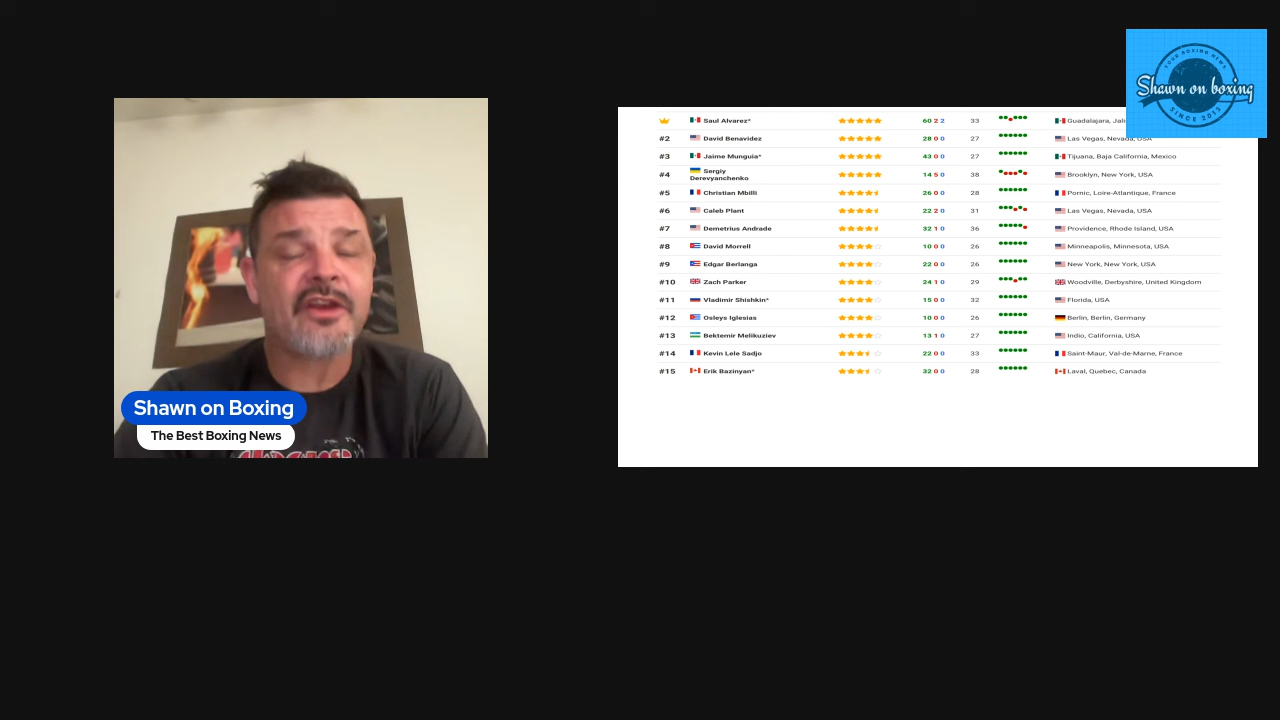 YOUR BOXING NEWS
Shawn on boxing
SINCE 2012
Saul Alvarez* 60 2 2 33 Guadalajara,
#2 David Benavidez 28 0 0 27 Las Vegas, Nevada, USA
#3 Jaime Munguia* 43 0 0 27 Tijuana, Baja California, Mexico
#4 Sergiy Derevyanchenko 14 5 0 38 Brooklyn, New York, USA
#5 Christian Mbilli 26 0 0 28 Pornic, Loire-Atlantique, France
#6 Caleb Plant 22 2 0 31 Las Vegas, Nevada, USA
#7 Demetrius Andrade 32 1 0 36 Providence, Rhode Island, USA
#8 David Morrell 10 0 0 26 Minneapolis, Minnesota, USA
#9 Edgar Berlanga 22 0 0 26 New York, New York, USA
#10 Zach Parker 24 1 0 29 Woodville, Derbyshire, United Kingdom
#11 Vladimir Shishkin* 15 0 0 32 Florida, USA
#12 Osleys Iglesias 10 0 0 26 Berlin, Berlin, Germany
#13 Bektemir Melikuziev 13 1 0 27 Indio, California, USA
#14 Kevin Lele Sadjo 22 0 0 33 Saint-Maur, Val-de-Marne, France
#15 Erik Bazinyan* 32 0 0 28 Laval, Quebec, Canada
Shawn on Boxing
The Best Boxing News